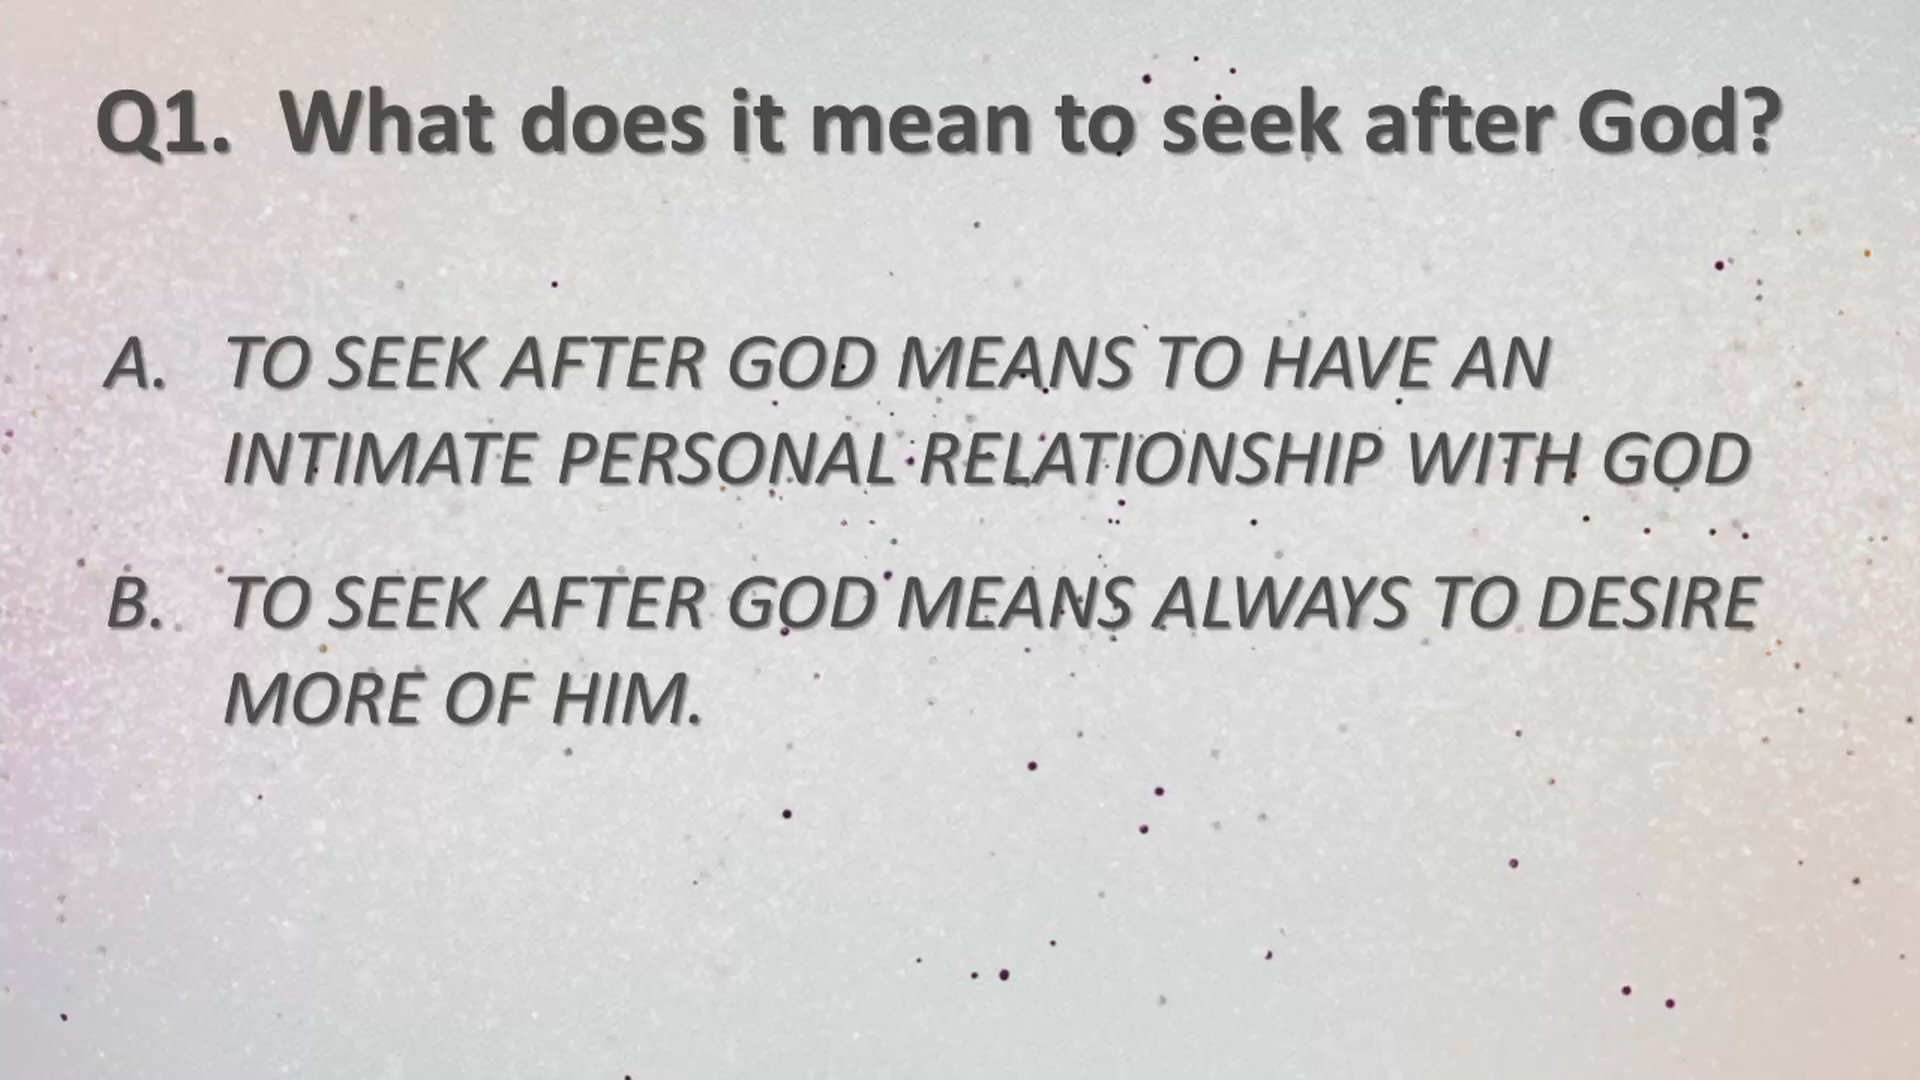 Q1. What does it mean to seek after God?
A. TO SEEK AFTER GOD MEANS TO HAVE AN
INTIMATE PERSONAL RELATIONSHIP WITH GOD
B. TO SEEK AFTER GOD MEANS ALWAYS TO DESIRE
MORE OF HIM.